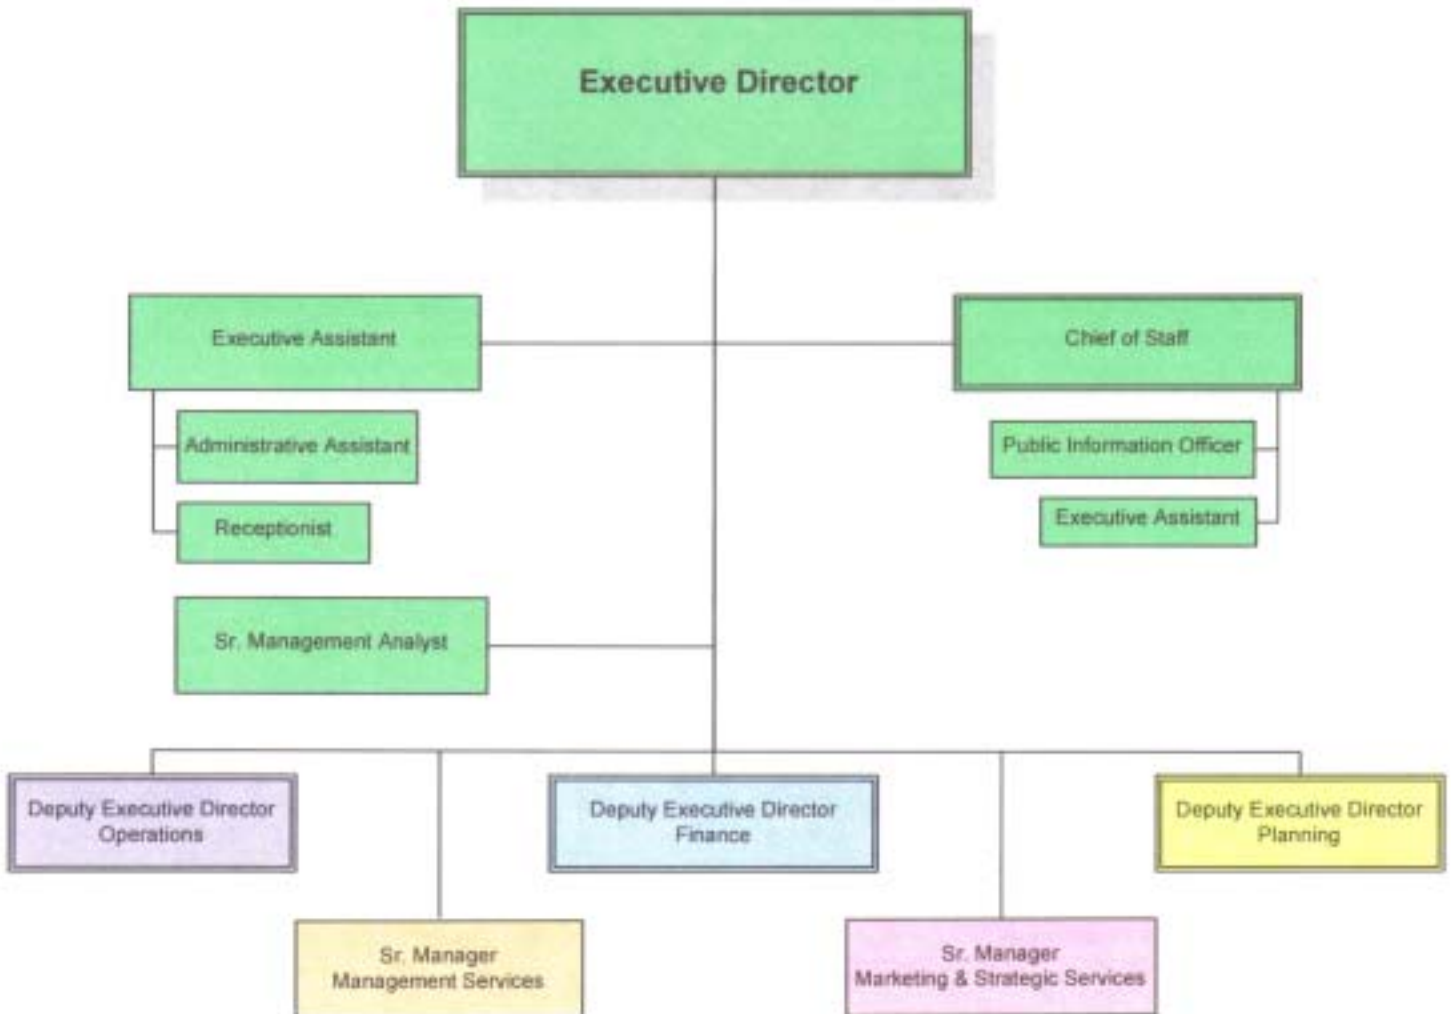 Executive Director
Executive Assistant
Chief of Staff
Administrative Assistant
Public Information Officer
Receptionist
Executive Assistant
Sr. Management Analyst
Deputy Executive Director
Operations
Deputy Executive Director
Finance
Deputy Executive Director
Planning
Sr. Manager
Management Services
Sr. Manager
Marketing & Strategic Services